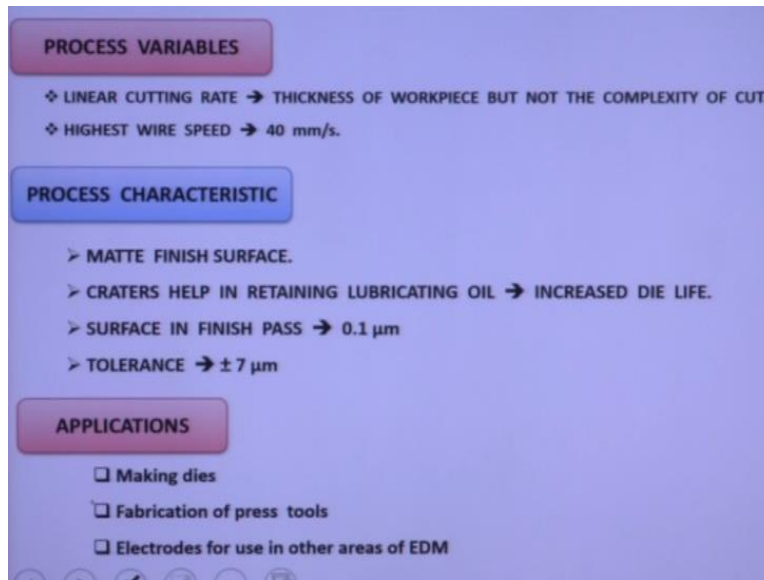 PROCESS VARIABLES
❖ LINEAR CUTTING RATE ➔ THICKNESS OF WORKPIECE BUT NOT THE COMPLEXITY OF CUT
❖ HIGHEST WIRE SPEED ➔ 40 mm/s.
PROCESS CHARACTERISTIC
➢ MATTE FINISH SURFACE.
➢ CRATERS HELP IN RETAINING LUBRICATING OIL ➔ INCREASED DIE LIFE.
➢ SURFACE IN FINISH PASS ➔ 0.1 µm
➢ TOLERANCE ➔ ± 7 µm
APPLICATIONS
❑ Making dies
❑ Fabrication of press tools
❑ Electrodes for use in other areas of EDM